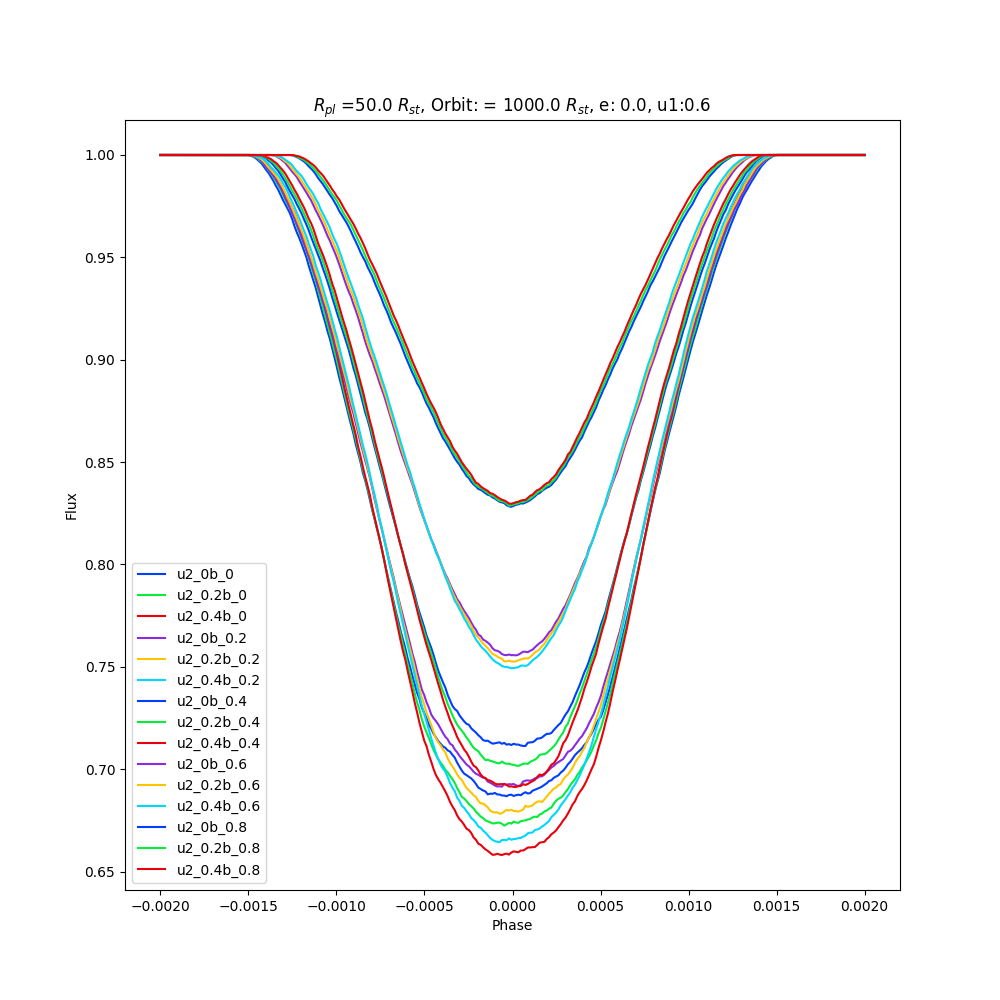 R_pl =50.0 R_st, Orbit: = 1000.0 R_st, e: 0.0, u1:0.6
1.00
0.95
0.90
0.85
0.80
0.75
0.70
0.65
Flux
u2_0b_0
u2_0.2b_0
u2_0.4b_0
u2_0b_0.2
u2_0.2b_0.2
u2_0.4b_0.2
u2_0b_0.4
u2_0.2b_0.4
u2_0.4b_0.4
u2_0b_0.6
u2_0.2b_0.6
u2_0.4b_0.6
u2_0b_0.8
u2_0.2b_0.8
u2_0.4b_0.8
−0.0020 −0.0015 −0.0010 −0.0005 0.0000 0.0005 0.0010 0.0015 0.0020
Phase